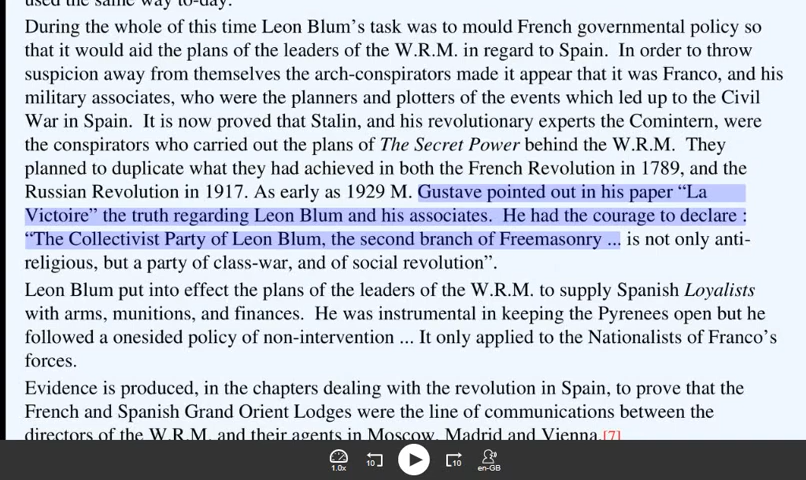 used the same way to-day.
During the whole of this time Leon Blum’s task was to mould French governmental policy so
that it would aid the plans of the leaders of the W.R.M. in regard to Spain. In order to throw
suspicion away from themselves the arch-conspirators made it appear that it was Franco, and his
military associates, who were the planners and plotters of the events which led up to the Civil
War in Spain. It is now proved that Stalin, and his revolutionary experts the Comintern, were
the conspirators who carried out the plans of The Secret Power behind the W.R.M. They
planned to duplicate what they had achieved in both the French Revolution in 1789, and the
Russian Revolution in 1917. As early as 1929 M. Gustave pointed out in his paper “La
Victoire” the truth regarding Leon Blum and his associates. He had the courage to declare :
“The Collectivist Party of Leon Blum, the second branch of Freemasonry ... is not only anti-
religious, but a party of class-war, and of social revolution”.
Leon Blum put into effect the plans of the leaders of the W.R.M. to supply Spanish Loyalists
with arms, munitions, and finances. He was instrumental in keeping the Pyrenees open but he
followed a onesided policy of non-intervention ... It only applied to the Nationalists of Franco’s
forces.
Evidence is produced, in the chapters dealing with the revolution in Spain, to prove that the
French and Spanish Grand Orient Lodges were the line of communications between the
directors of the W.R.M. and their agents in Moscow, Madrid and Vienna.[7]
1.0x 10 10 en-GB